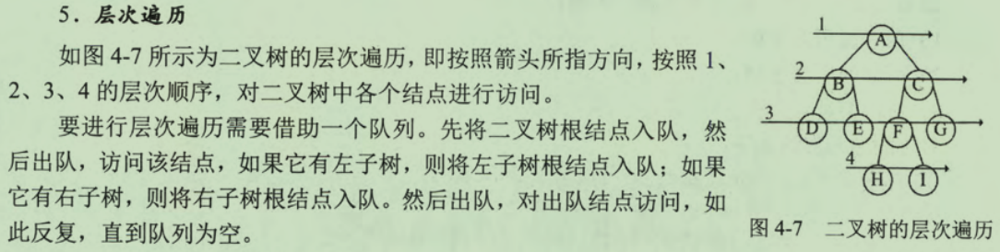 5．层次遍历
如图 4-7 所示为二叉树的层次遍历，即按照箭头所指方向，按照 1、
2、3、4 的层次顺序，对二叉树中各个结点进行访问。
要进行层次遍历需要借助一个队列。先将二叉树根结点入队，然
后出队，访问该结点，如果它有左子树，则将左子树根结点入队；如果
它有右子树，则将右子树根结点入队。然后出队，对出队结点访问，如
此反复，直到队列为空。
1
A
2
B C
3
D E F G
4
H I
图 4-7 二叉树的层次遍历